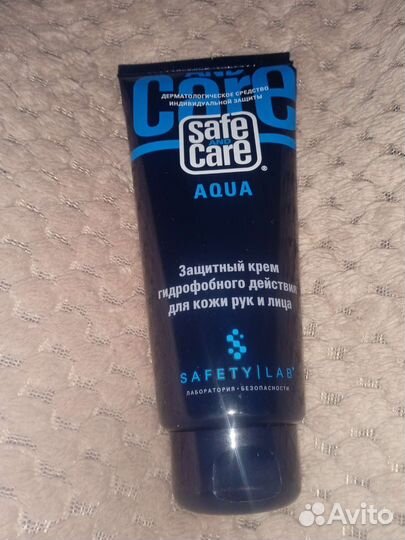 AND
Care
ДЕРМАТОЛОГИЧЕСКОЕ СРЕДСТВО
ИНДИВИДУАЛЬНОЙ ЗАЩИТЫ
safe
AND
care®
AQUA
Защитный крем
гидрофобного действия
для кожи рук и лица
SAFETY|LAB®
ЛАБОРАТОРИЯ • БЕЗОПАСНОСТИ
Avito